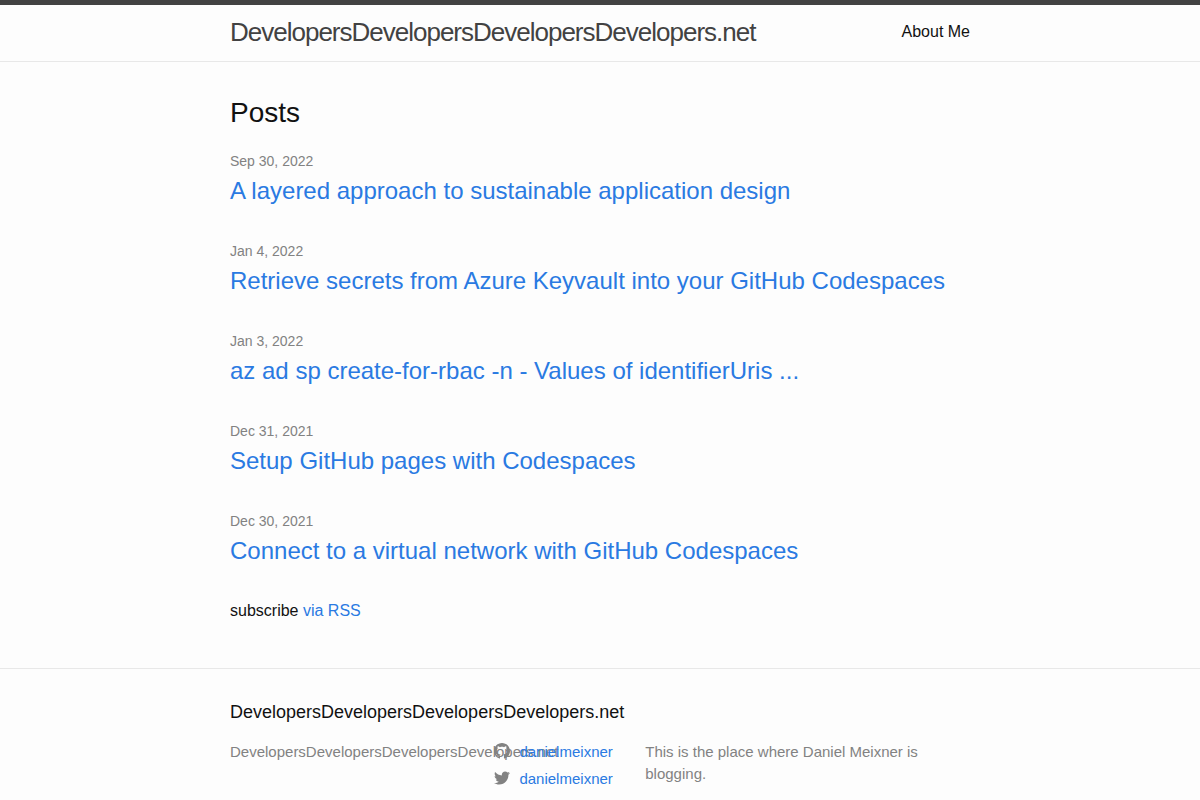 DevelopersDevelopersDevelopersDevelopers.net
About Me
Posts
Sep 30, 2022
A layered approach to sustainable application design
Jan 4, 2022
Retrieve secrets from Azure Keyvault into your GitHub Codespaces
Jan 3, 2022
az ad sp create-for-rbac -n - Values of identifierUris ...
Dec 31, 2021
Setup GitHub pages with Codespaces
Dec 30, 2021
Connect to a virtual network with GitHub Codespaces
subscribe via RSS
DevelopersDevelopersDevelopersDevelopers.net
DevelopersDevelopersDevelopersDevelopers.net
danielmeixner
danielmeixner
This is the place where Daniel Meixner is
blogging.